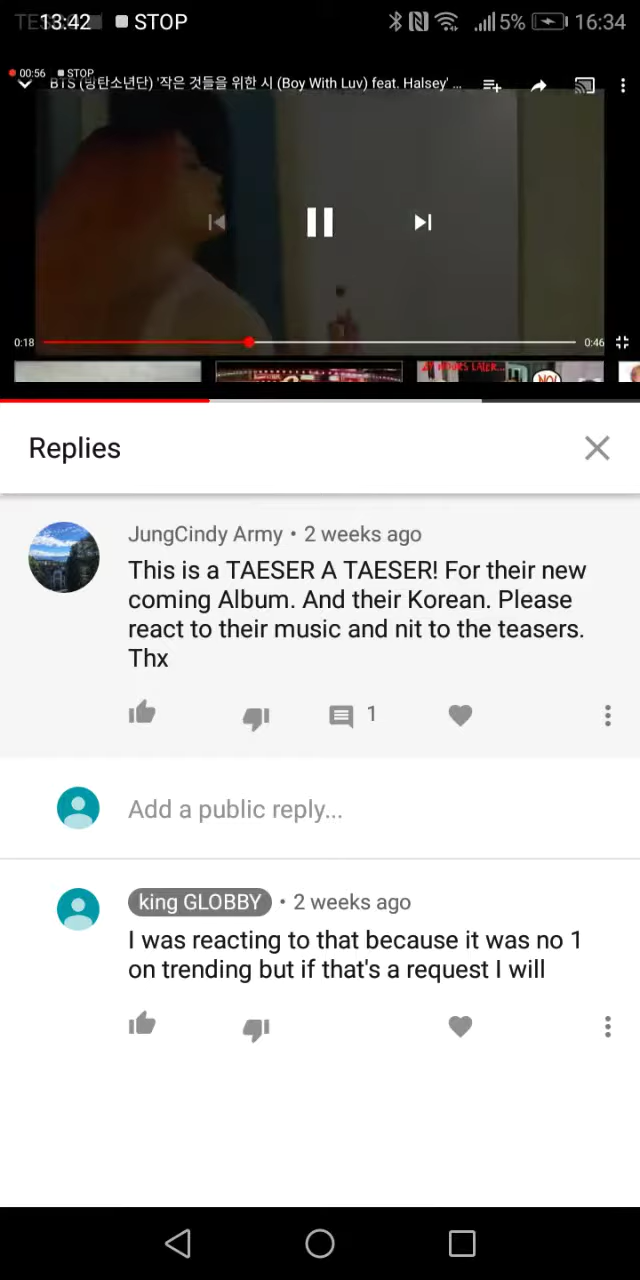 13:42 STOP 5% 16:34
00:56 STOP
BTS (방탄소년단) '작은 것들을 위한 시 (Boy With Luv) feat. Halsey' ...
0:18 0:46
HOURS LATER...
NO!
Replies
JungCindy Army • 2 weeks ago
This is a TAESER A TAESER! For their new
coming Album. And their Korean. Please
react to their music and nit to the teasers.
Thx
1
Add a public reply...
king GLOBBY • 2 weeks ago
I was reacting to that because it was no 1
on trending but if that's a request I will